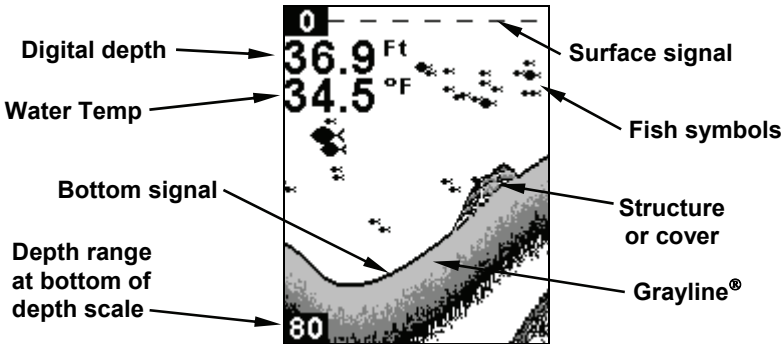 0
Digital depth
36.9 Ft
Surface signal
Water Temp
34.5 °F
Fish symbols
Bottom signal
Structure
or cover
Depth range
at bottom of
depth scale
Grayline®
80